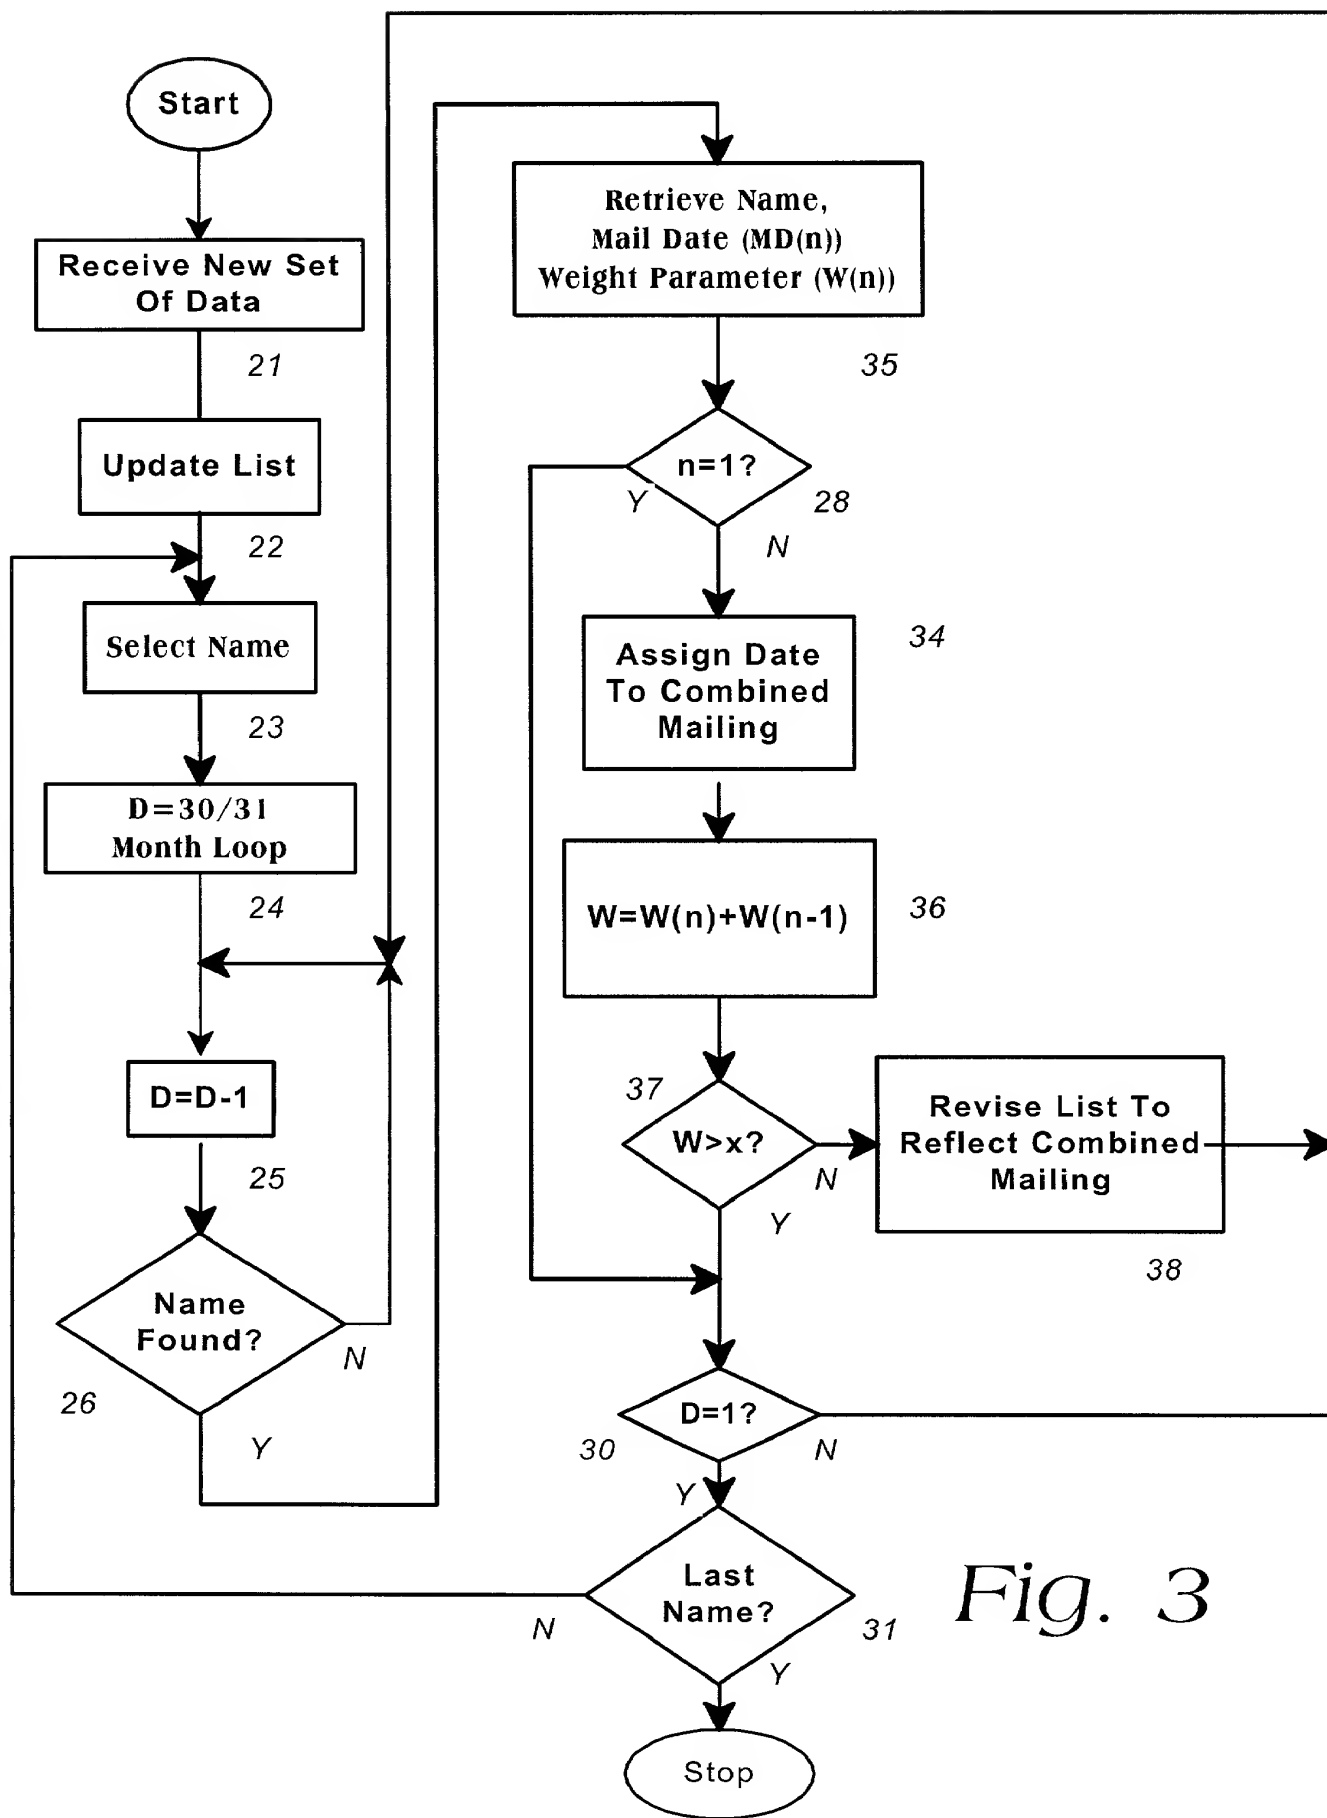 Start
Receive New Set
Of Data
21
Update List
22
Select Name
23
D=30/31
Month Loop
24
D=D-1
25
Name
Found?
N
26
Y
Retrieve Name,
Mail Date (MD(n))
Weight Parameter (W(n))
35
n=1?
Y
28
N
34
Assign Date
To Combined
Mailing
W=W(n)+W(n-1)
36
37
W>x?
N
Y
Revise List To
Reflect Combined
Mailing
38
D=1?
30
N
Y
Last
Name?
N
31
Y
Stop
Fig. 3